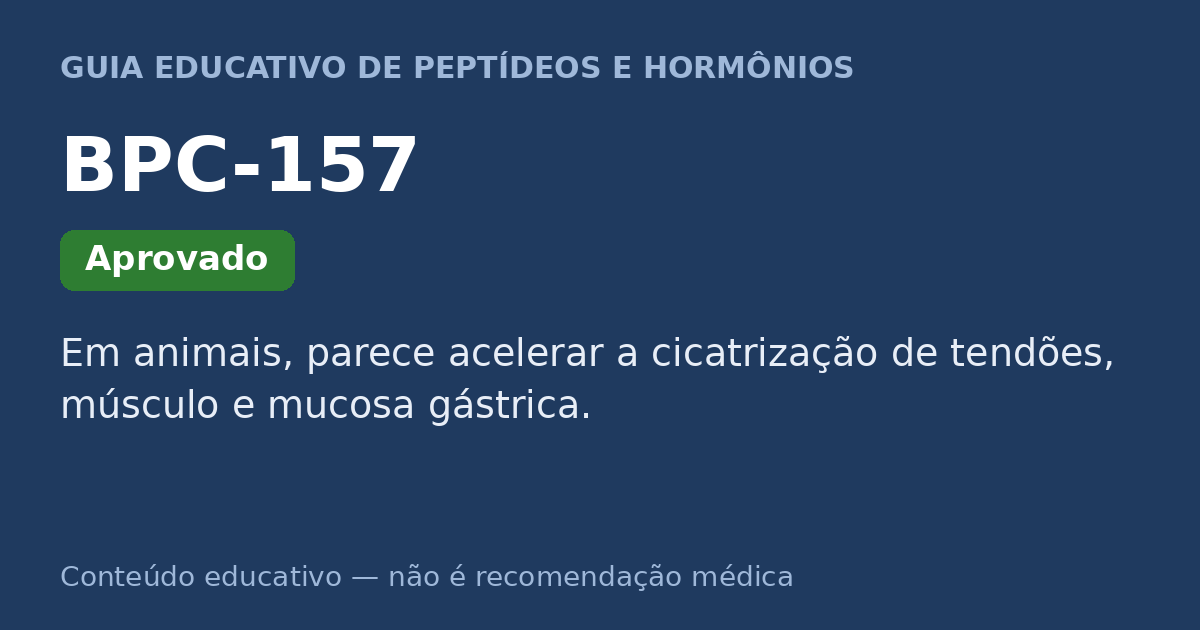 GUIA EDUCATIVO DE PEPTÍDEOS E HORMÔNIOS
BPC-157
Aprovado
Em animais, parece acelerar a cicatrização de tendões,
músculo e mucosa gástrica.
Conteúdo educativo — não é recomendação médica